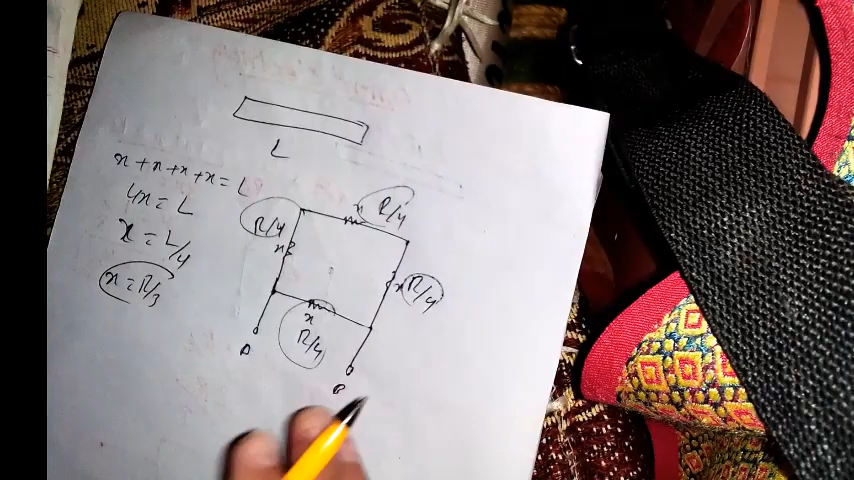 L
x + x + x + x = L
4x = L
x = L/4
x = R/3
R/4
x
x
R/4
x
R/4
x
R/4
A
B